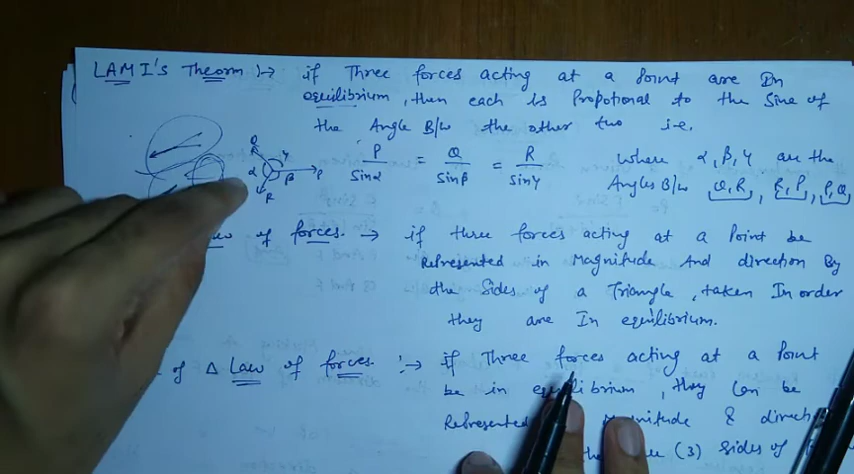 LAMI's Theorm :→ if Three forces acting at a Point are In
equilibrium, then each is Propotional to the Sine of
the Angle B/w the other two i.e.
Q γ α β P R
P/Sinα = Q/Sinβ = R/Sinγ where α, β, γ are the
Angles B/w Q,R, R,P, P,Q
of forces. → if three forces acting at a Point be
Represented in Magnitude And direction By
the Sides of a Triangle, taken In order
they are In equilibrium.
of Δ Law of forces :→ if Three forces acting at a Point
be in equilibrium, they Can be
Represented &
(3) sides of